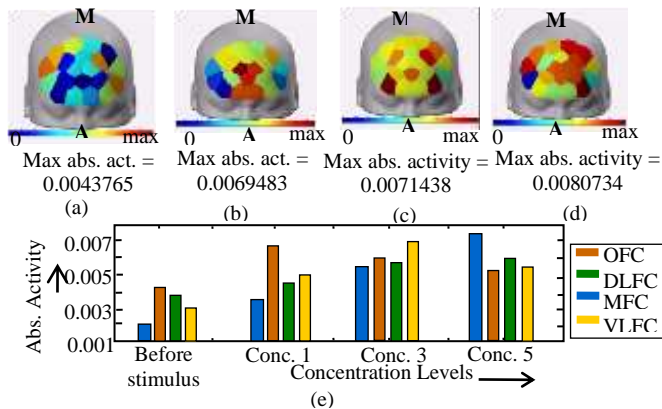 M M M M
0 A max 0 A max 0 A max 0 A max
Max abs. act. = Max abs. act. = Max abs. activity = Max abs. activity =
0.0043765 0.0069483 0.0071438 0.0080734
(a) (b) (c) (d)
Abs. Activity
0.007
0.005
0.003
0.001
OFC
DLFC
MFC
VLFC
Before Conc. 1 Conc. 3 Conc. 5
stimulus Concentration Levels
(e)